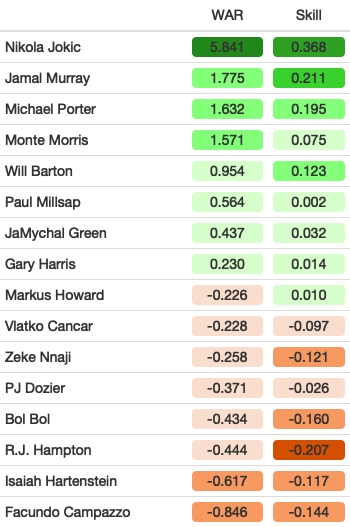 WAR Skill
Nikola Jokic 5.841 0.368
Jamal Murray 1.775 0.211
Michael Porter 1.632 0.195
Monte Morris 1.571 0.075
Will Barton 0.954 0.123
Paul Millsap 0.564 0.002
JaMychal Green 0.437 0.032
Gary Harris 0.230 0.014
Markus Howard -0.226 0.010
Vlatko Cancar -0.228 -0.097
Zeke Nnaji -0.258 -0.121
PJ Dozier -0.371 -0.026
Bol Bol -0.434 -0.160
R.J. Hampton -0.444 -0.207
Isaiah Hartenstein -0.617 -0.117
Facundo Campazzo -0.846 -0.144